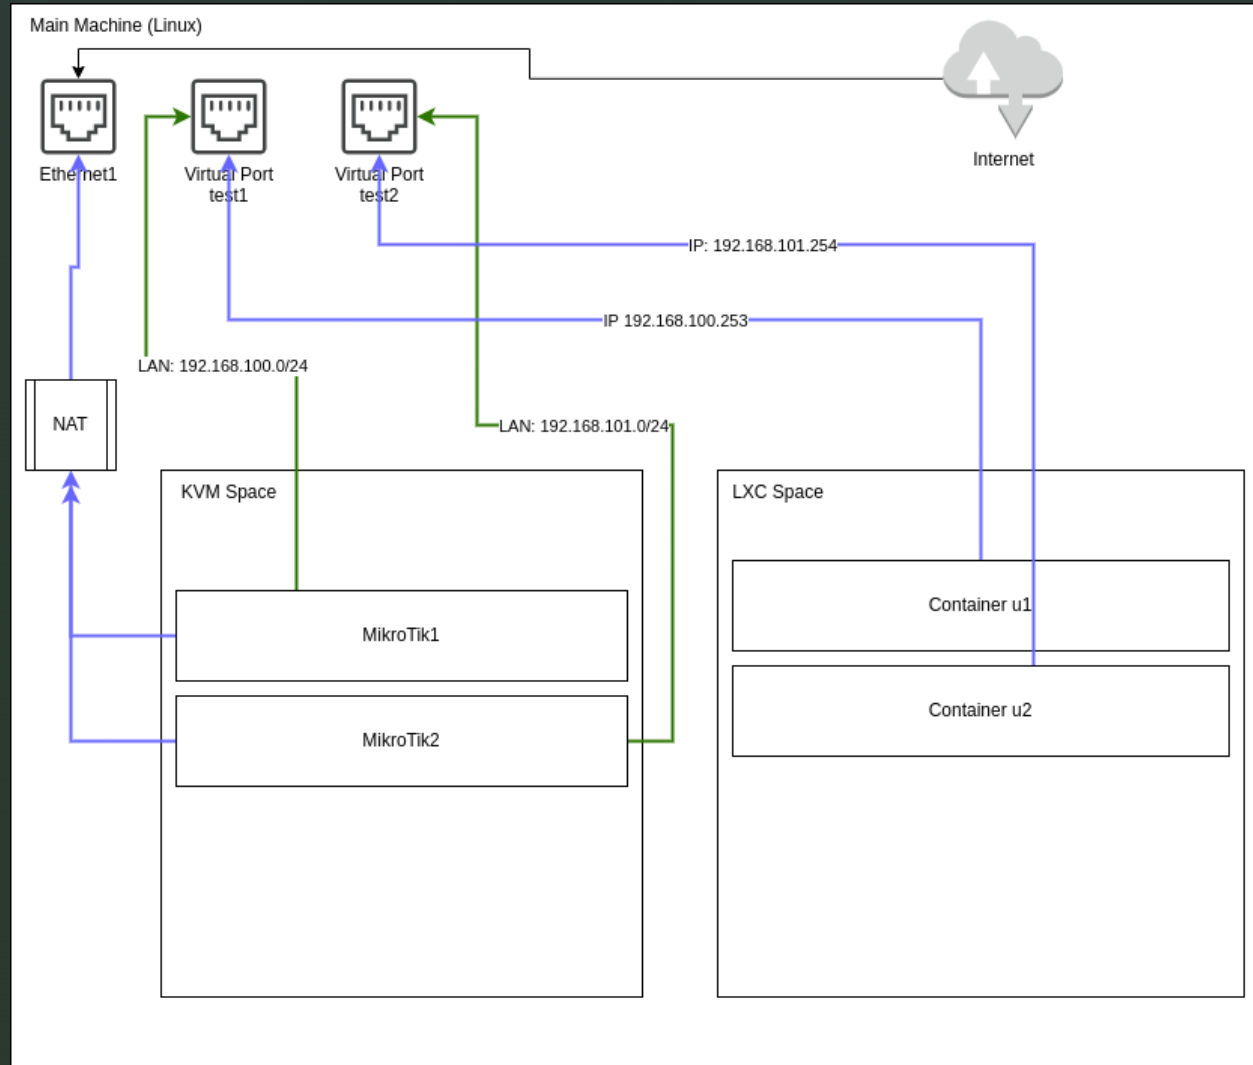 Main Machine (Linux)
Internet
Ethernet1
Virtual Port
test1
Virtual Port
test2
IP: 192.168.101.254
IP 192.168.100.253
LAN: 192.168.100.0/24
NAT
LAN: 192.168.101.0/24
KVM Space
LXC Space
MikroTik1
MikroTik2
Container u1
Container u2